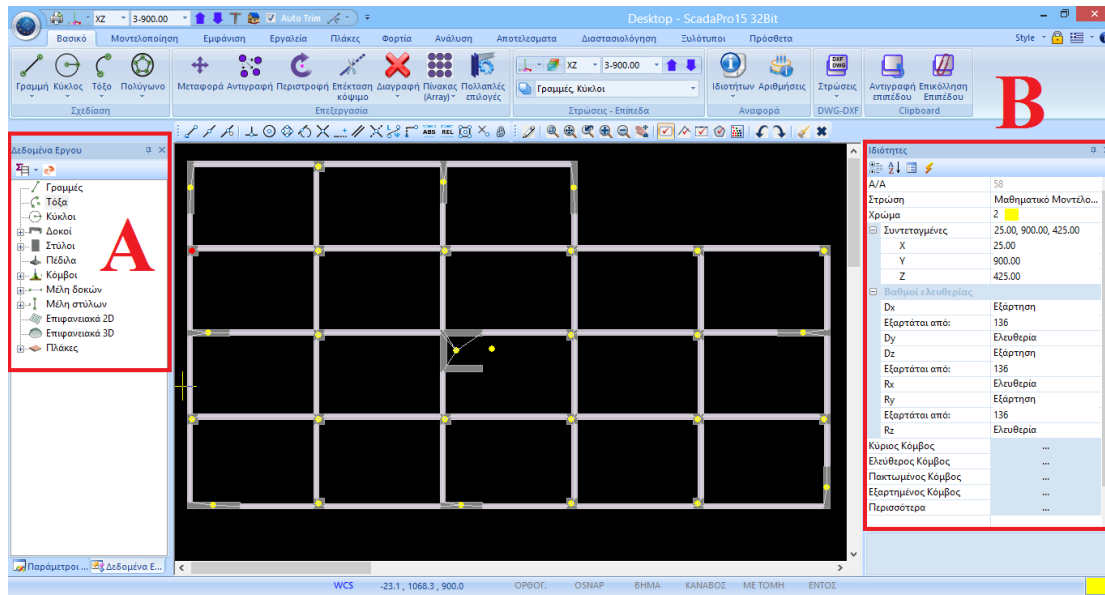 XZ 3-900.00 Auto Trim
Desktop - ScadaPro15 32Bit
Βασικό Μοντελοποίηση Εμφάνιση Εργαλεία Πλάκες Φορτία Ανάλυση Αποτελεσματα Διαστασιολόγηση Ξυλότυποι Πρόσθετα Style
Γραμμή Κύκλος Τόξο Πολύγωνο
Σχεδίαση
Μεταφορά Αντιγραφή Περιστροφή Επέκταση κόψιμο Διαγραφή Πίνακας (Array) Πολλαπλές επιλογές
Επεξεργασία
XZ 3-900.00
Γραμμές, Κύκλοι
Στρώσεις - Επίπεδα
Ιδιοτήτων Αριθμήσεις
Αναφορά
DXF DWG
Στρώσεις
DWG-DXF
Αντιγραφή επιπέδου Επικόλληση Επιπέδου
Clipboard
B
ABS REL
Δεδομένα Εργου
Γραμμές
Τόξα
Κύκλοι
Δοκοί
Στύλοι
Πέδιλα
Κόμβοι
Μέλη δοκών
Μέλη στύλων
Επιφανειακά 2D
Επιφανειακά 3D
Πλάκες
A
Παράμετροι ... Δεδομένα Ε...
Ιδιότητες
Α/Α 58
Στρώση Μαθηματικό Μοντέλο...
Χρώμα 2
Συντεταγμένες 25.00, 900.00, 425.00
X 25.00
Y 900.00
Z 425.00
Βαθμοί ελευθερίας
Dx Εξάρτηση
Εξαρτάται από: 136
Dy Ελευθερία
Dz Εξάρτηση
Εξαρτάται από: 136
Rx Ελευθερία
Ry Εξάρτηση
Εξαρτάται από: 136
Rz Ελευθερία
Κύριος Κόμβος ...
Ελεύθερος Κόμβος ...
Πακτωμένος Κόμβος ...
Εξαρτημένος Κόμβος ...
Περισσότερα ...
WCS -23.1 , 1068.3 , 900.0 ΟΡΘΟΓ. OSNAP ΒΗΜΑ ΚΑΝΑΒΟΣ ΜΕ ΤΟΜΗ ΕΝΤΟΣ